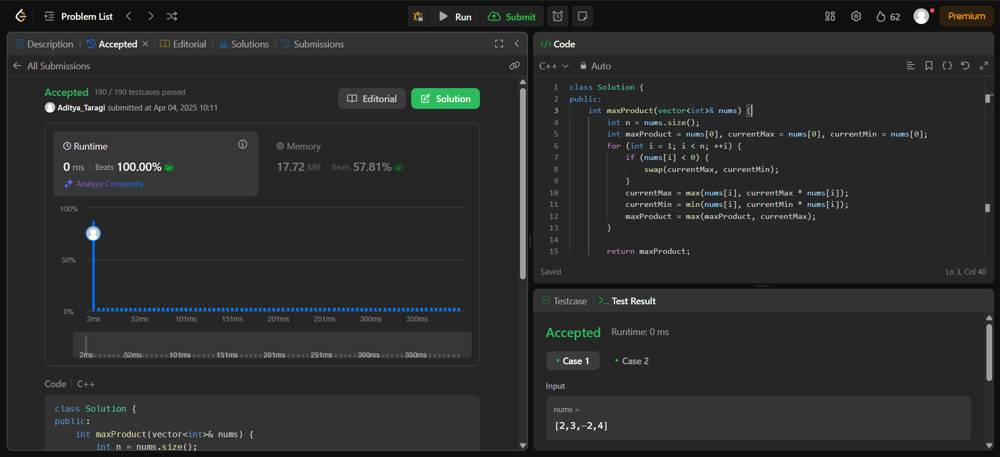 Problem List
Run
Submit
62
Premium
Description
Accepted
Editorial
Solutions
Submissions
All Submissions
Accepted 190 / 190 testcases passed
Aditya_Taragi submitted at Apr 04, 2025 10:11
Editorial
Solution
Runtime
0 ms Beats 100.00%
Analyze Complexity
Memory
17.72 MB Beats 57.81%
100%
50%
0%
2ms 52ms 101ms 151ms 201ms 251ms 300ms 350ms
2ms 52ms 101ms 151ms 201ms 251ms 300ms 350ms
Code C++
class Solution {
public:
int maxProduct(vector<int>& nums) {
int n = nums.size();
</> Code
C++ Auto
1 class Solution {
2 public:
3 int maxProduct(vector<int>& nums) {
4 int n = nums.size();
5 int maxProduct = nums[0], currentMax = nums[0], currentMin = nums[0];
6 for (int i = 1; i < n; ++i) {
7 if (nums[i] < 0) {
8 swap(currentMax, currentMin);
9 }
10 currentMax = max(nums[i], currentMax * nums[i]);
11 currentMin = min(nums[i], currentMin * nums[i]);
12 maxProduct = max(maxProduct, currentMax);
13 }
14
15 return maxProduct;
Saved
Ln 3, Col 40
Testcase
Test Result
Accepted Runtime: 0 ms
Case 1
Case 2
Input
nums =
[2,3,-2,4]